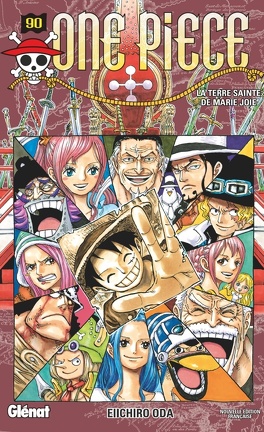 90
ONE PIECE
LA TERRE SAINTE
DE MARIE JOIE
Glénat
EIICHIRO ODA
NOUVELLE ÉDITION
FRANÇAISE